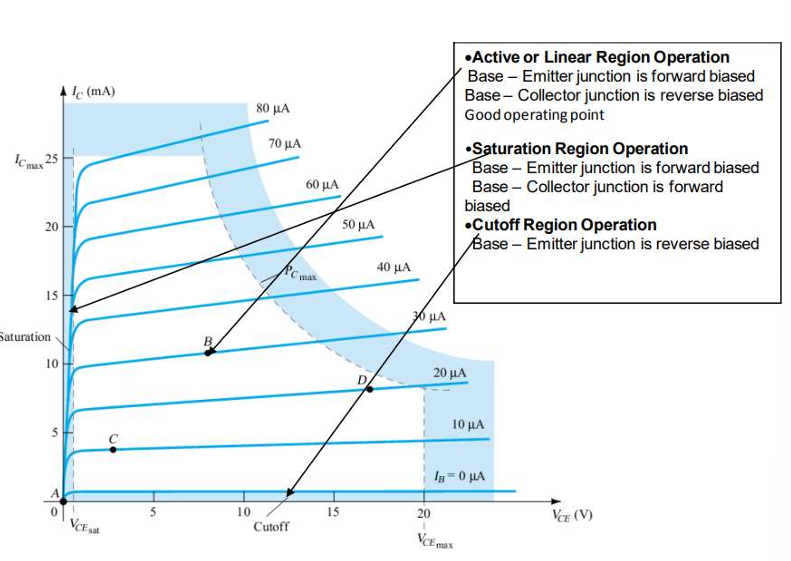 •Active or Linear Region Operation
Base – Emitter junction is forward biased
Base – Collector junction is reverse biased
Good operating point
•Saturation Region Operation
Base – Emitter junction is forward biased
Base – Collector junction is forward
biased
•Cutoff Region Operation
Base – Emitter junction is reverse biased
I_C (mA)
80 μA
70 μA
I_Cmax 25
60 μA
20
50 μA
40 μA
P_Cmax
15
30 μA
Saturation
B
10
D
20 μA
5
C
10 μA
I_B = 0 μA
A
0
5
10
15
20
V_CE (V)
V_CEsat
Cutoff
V_CEmax